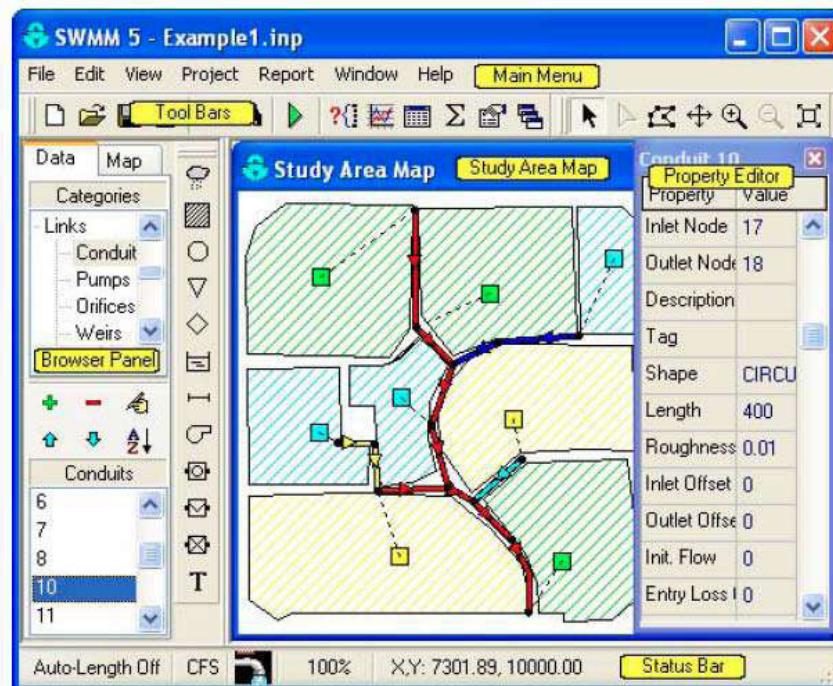 SWMM 5 - Example1.inp
File Edit View Project Report Window Help Main Menu
Tool Bars
Data Map
Categories
Links
Conduit
Pumps
Orifices
Weirs
Browser Panel
Conduits
6
7
8
10
11
T
Study Area Map Study Area Map
Conduit 10
Property Editor
Property Value
Inlet Node 17
Outlet Node 18
Description
Tag
Shape CIRCU
Length 400
Roughness 0.01
Inlet Offset 0
Outlet Offse 0
Init. Flow 0
Entry Loss 0
Auto-Length Off CFS 100% X,Y: 7301.89, 10000.00 Status Bar